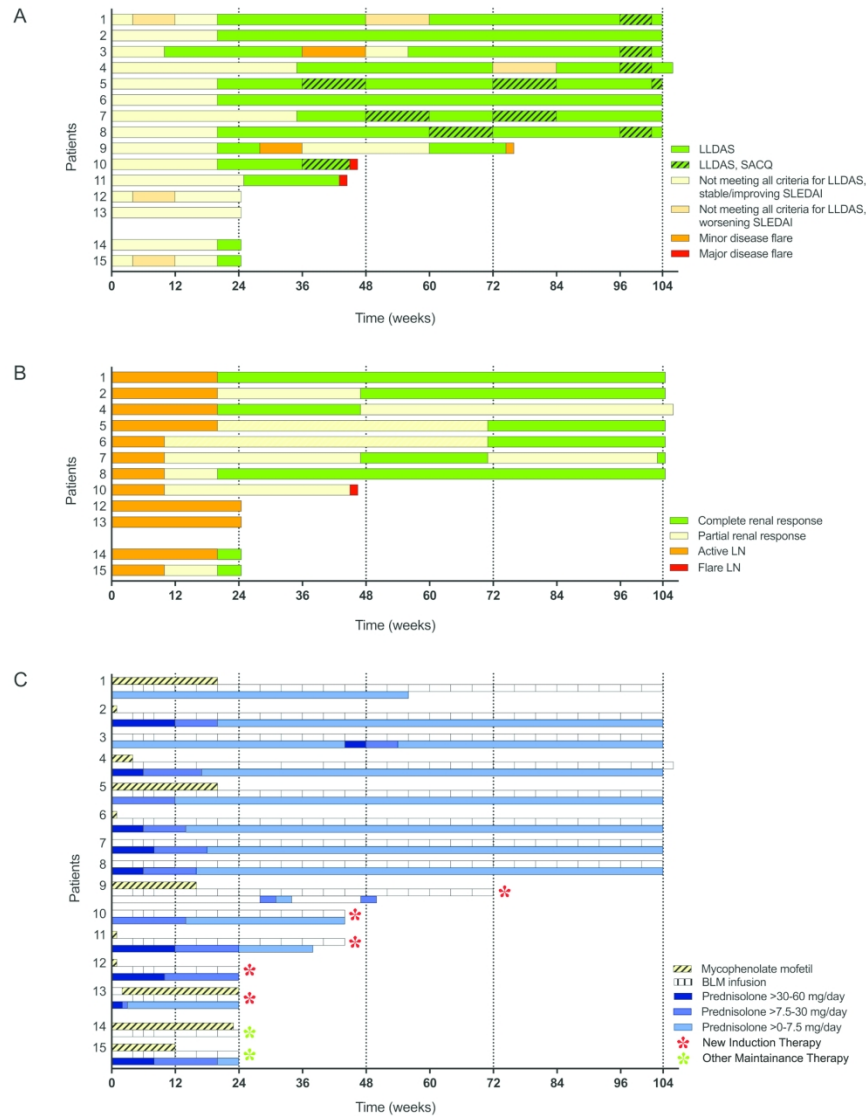 A
Patients
1
2
3
4
5
6
7
8
9
10
11
12
13
14
15
LLDAS
LLDAS, SACQ
Not meeting all criteria for LLDAS,
stable/improving SLEDAI
Not meeting all criteria for LLDAS,
worsening SLEDAI
Minor disease flare
Major disease flare
0 12 24 36 48 60 72 84 96 104
Time (weeks)
B
Patients
1
2
4
5
6
7
8
10
12
13
14
15
Complete renal response
Partial renal response
Active LN
Flare LN
0 12 24 36 48 60 72 84 96 104
Time (weeks)
C
Patients
1
2
3
4
5
6
7
8
9
10
11
12
13
14
15
Mycophenolate mofetil
BLM infusion
Prednisolone >30-60 mg/day
Prednisolone >7.5-30 mg/day
Prednisolone >0-7.5 mg/day
New Induction Therapy
Other Maintainance Therapy
0 12 24 36 48 60 72 84 96 104
Time (weeks)